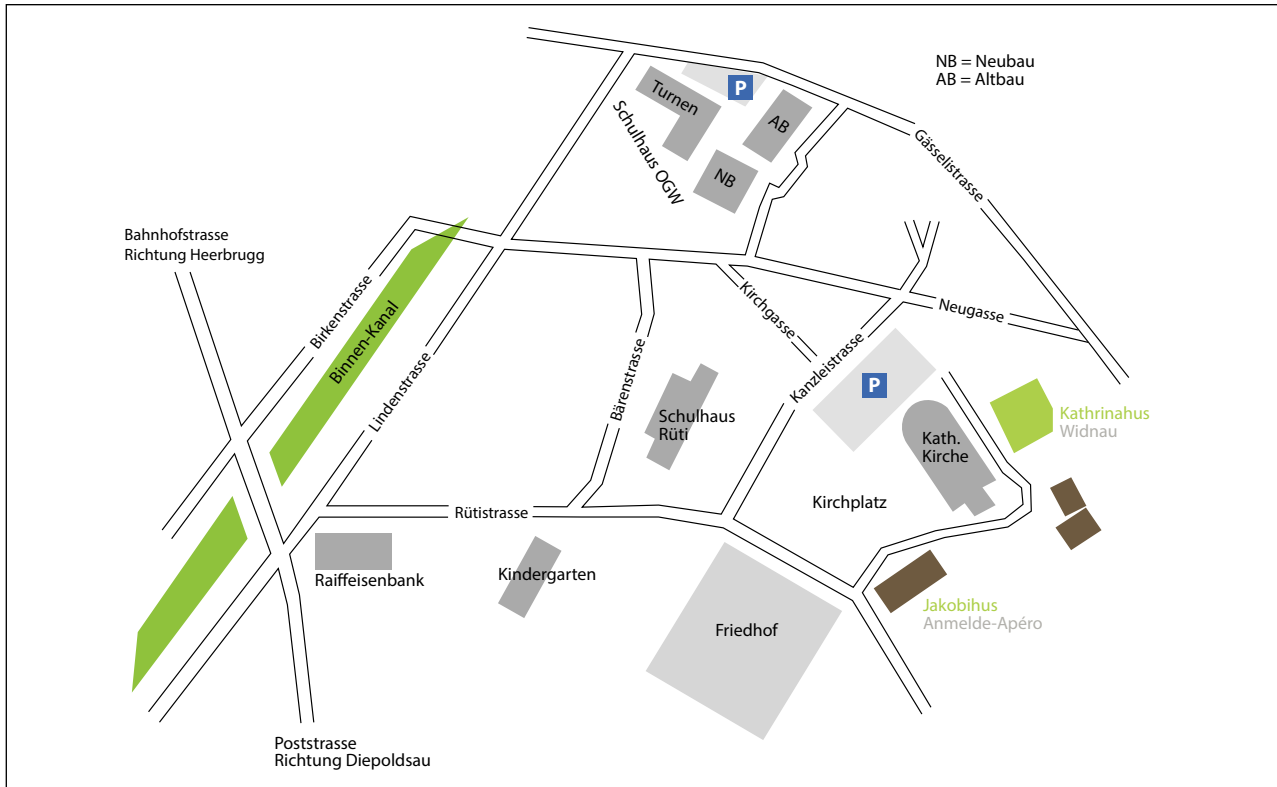 NB = Neubau
AB = Altbau
P
Turnen
AB
Schulhaus OGW
NB
Gässelistrasse
Bahnhofstrasse
Richtung Heerbrugg
Birkenstrasse
Binnen-Kanal
Lindenstrasse
Bärenstrasse
Kirchgasse
Neugasse
Kanzleistrasse
P
Schulhaus
Rüti
Kath.
Kirche
Kathrinahus
Widnau
Kirchplatz
Rütistrasse
Raiffeisenbank
Kindergarten
Friedhof
Jakobihus
Anmelde-Apéro
Poststrasse
Richtung Diepoldsau